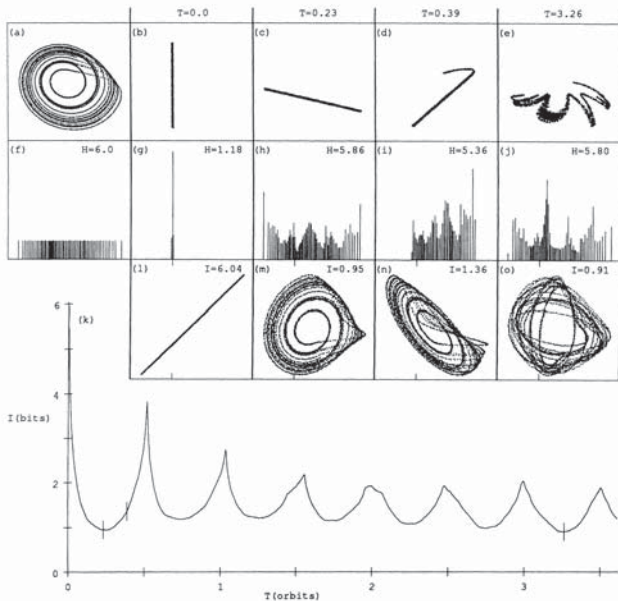 T=0.0 T=0.23 T=0.39 T=3.26
(a) (b) (c) (d) (e)
(f) H=6.0 (g) H=1.18 (h) H=5.86 (i) H=5.36 (j) H=5.80
(l) I=6.04 (m) I=0.95 (n) I=1.36 (o) I=0.91
6
(k)
4
I(bits)
2
0
0 1 2 3
T(orbits)